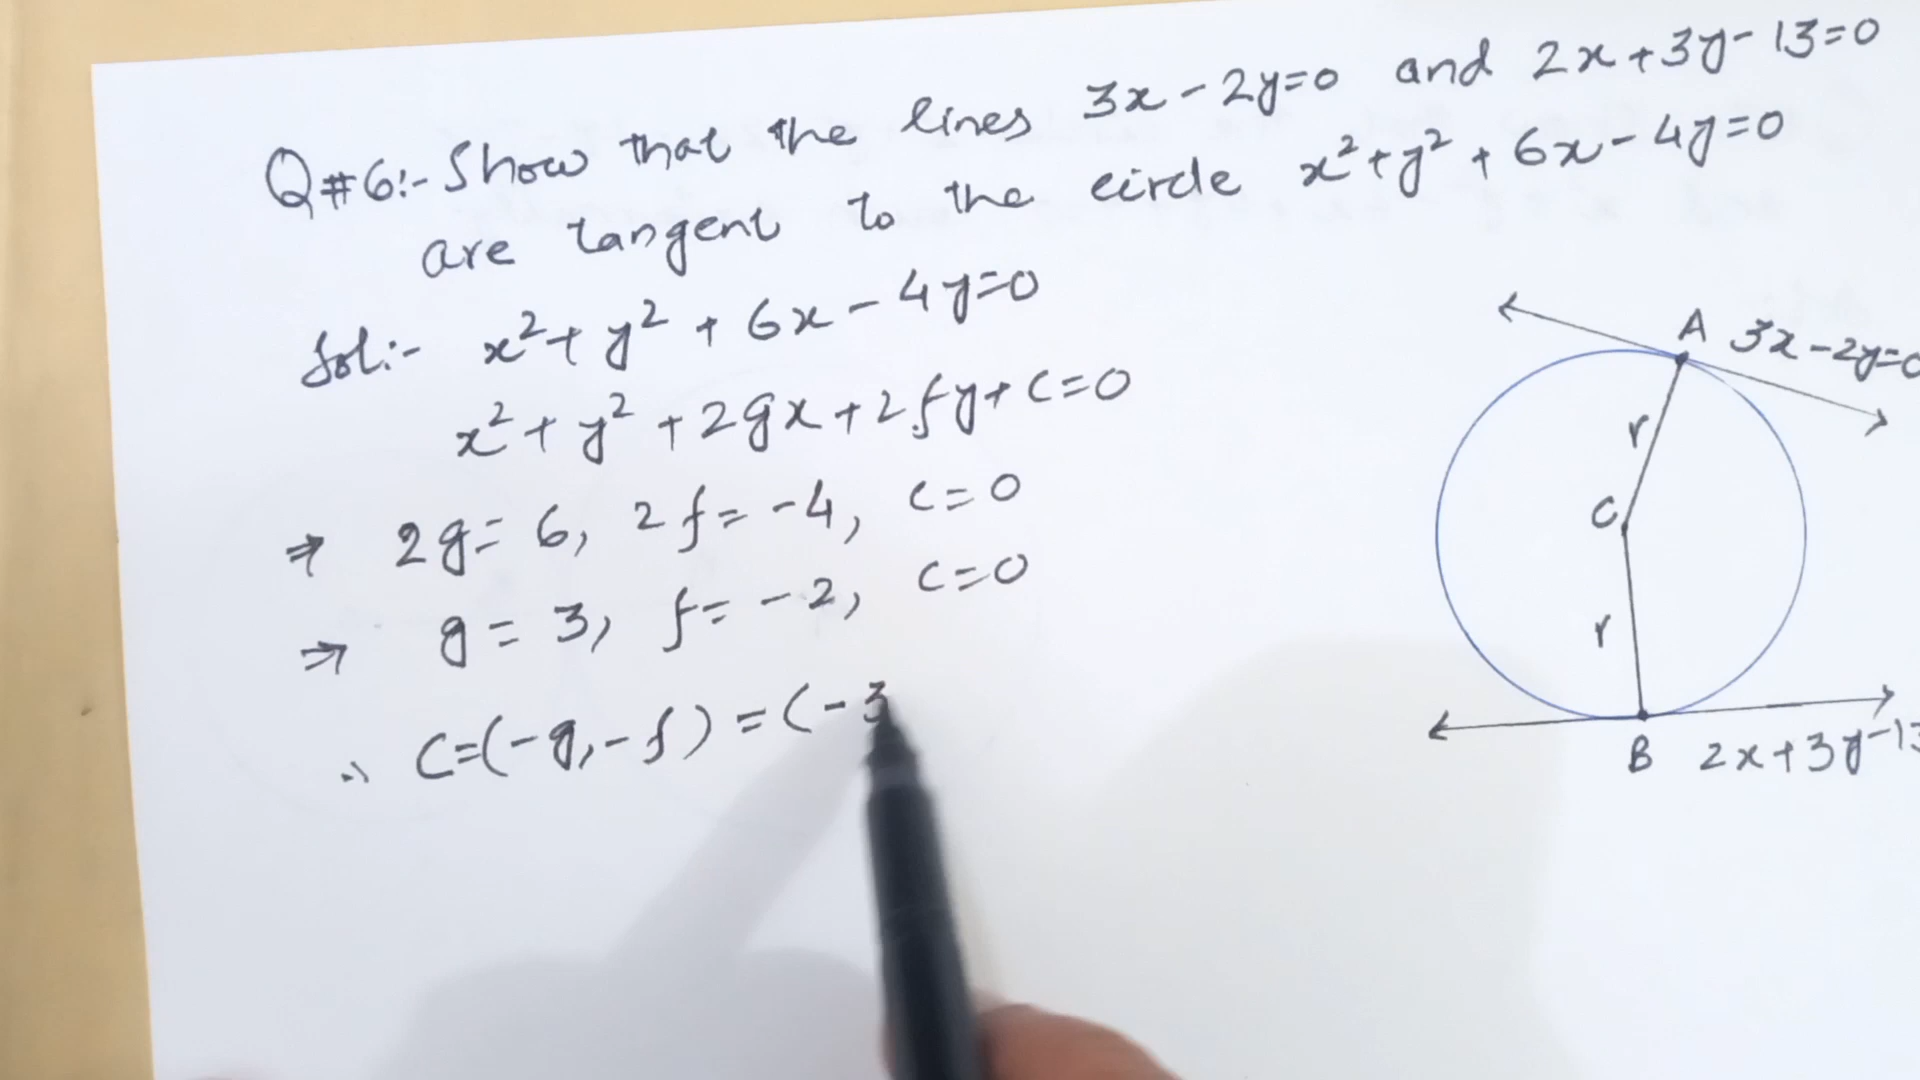 Q#6:- Show that the lines 3x-2y=0 and 2x+3y-13=0
are tangent to the circle x²+y²+6x-4y=0
Sol:- x²+y²+6x-4y=0
x²+y²+2gx+2fy+c=0
⇒ 2g=6, 2f=-4, c=0
⇒ g=3, f=-2, c=0
∴ C=(-g,-f)=(-3
A 3x-2y=0
r
C
r
B 2x+3y-13